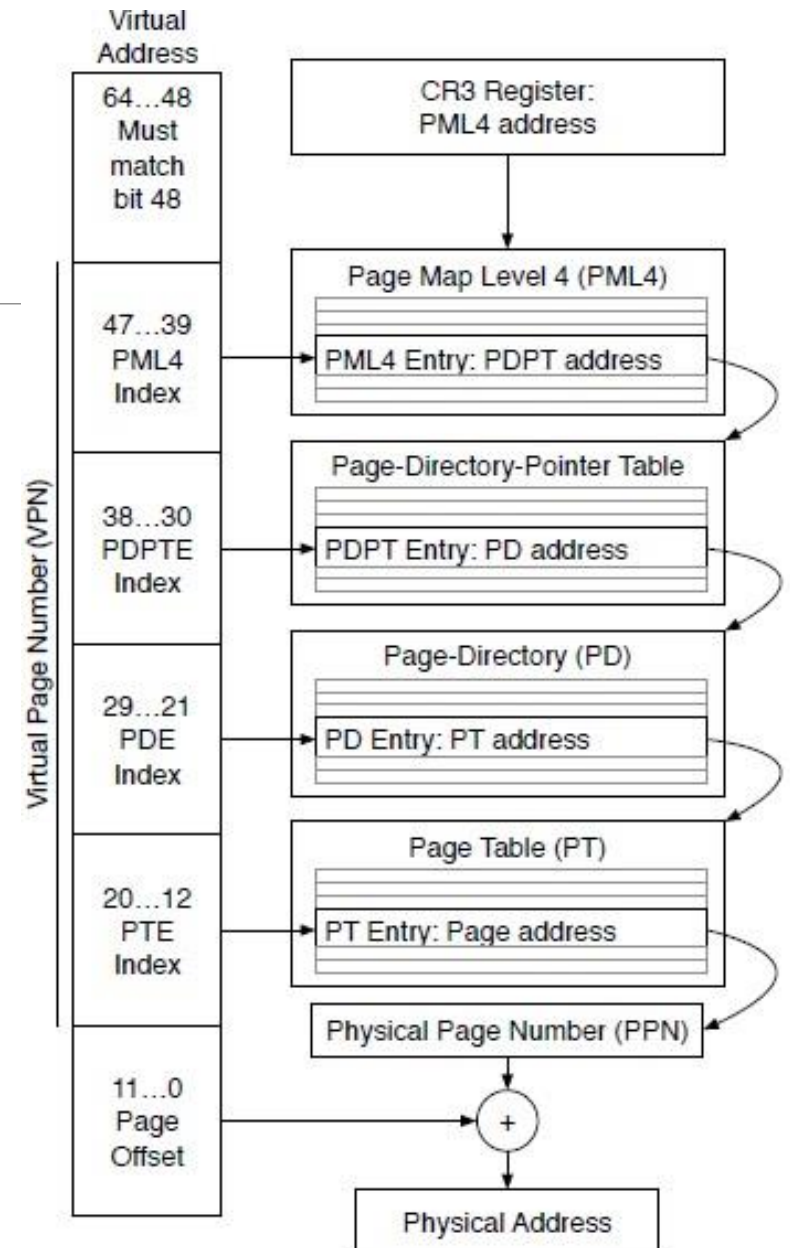 Virtual
Address
64...48
Must
match
bit 48
CR3 Register:
PML4 address
Virtual Page Number (VPN)
47...39
PML4
Index
Page Map Level 4 (PML4)
PML4 Entry: PDPT address
38...30
PDPTE
Index
Page-Directory-Pointer Table
PDPT Entry: PD address
29...21
PDE
Index
Page-Directory (PD)
PD Entry: PT address
20...12
PTE
Index
Page Table (PT)
PT Entry: Page address
Physical Page Number (PPN)
11...0
Page
Offset
+
Physical Address